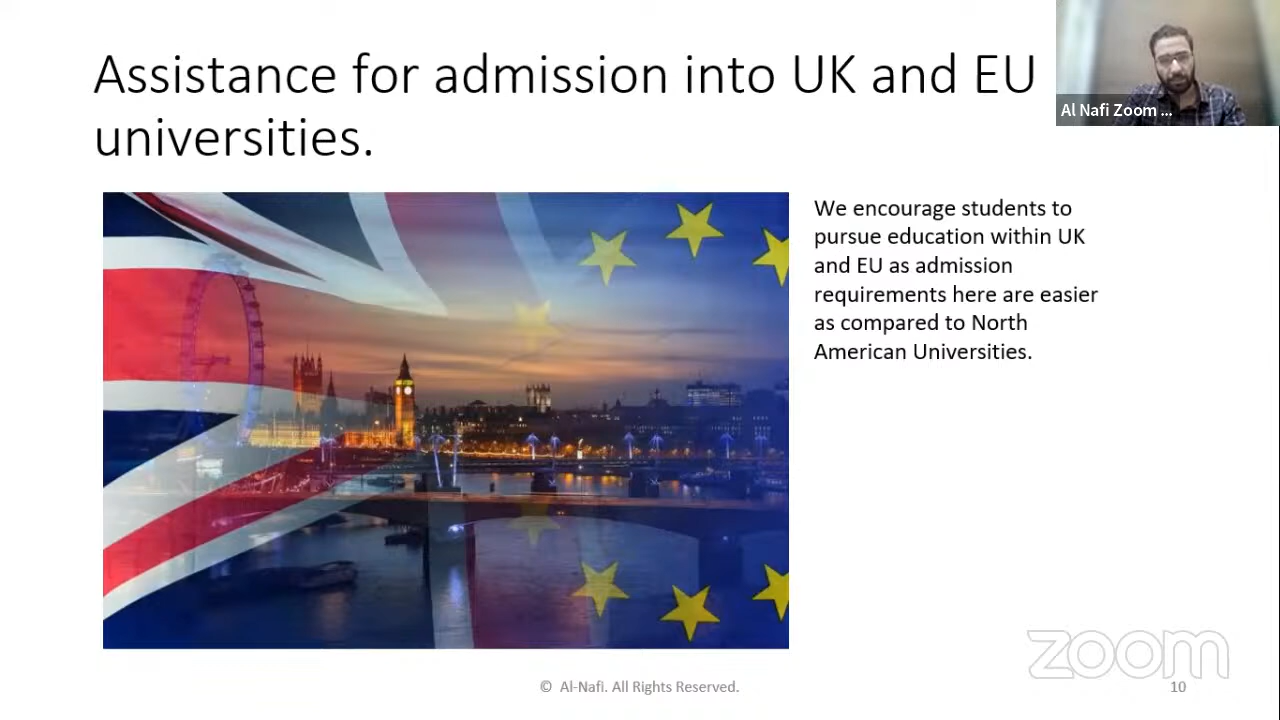 Assistance for admission into UK and EU
universities.
Al Nafi Zoom ...
We encourage students to
pursue education within UK
and EU as admission
requirements here are easier
as compared to North
American Universities.
zoom
© Al-Nafi. All Rights Reserved.
10